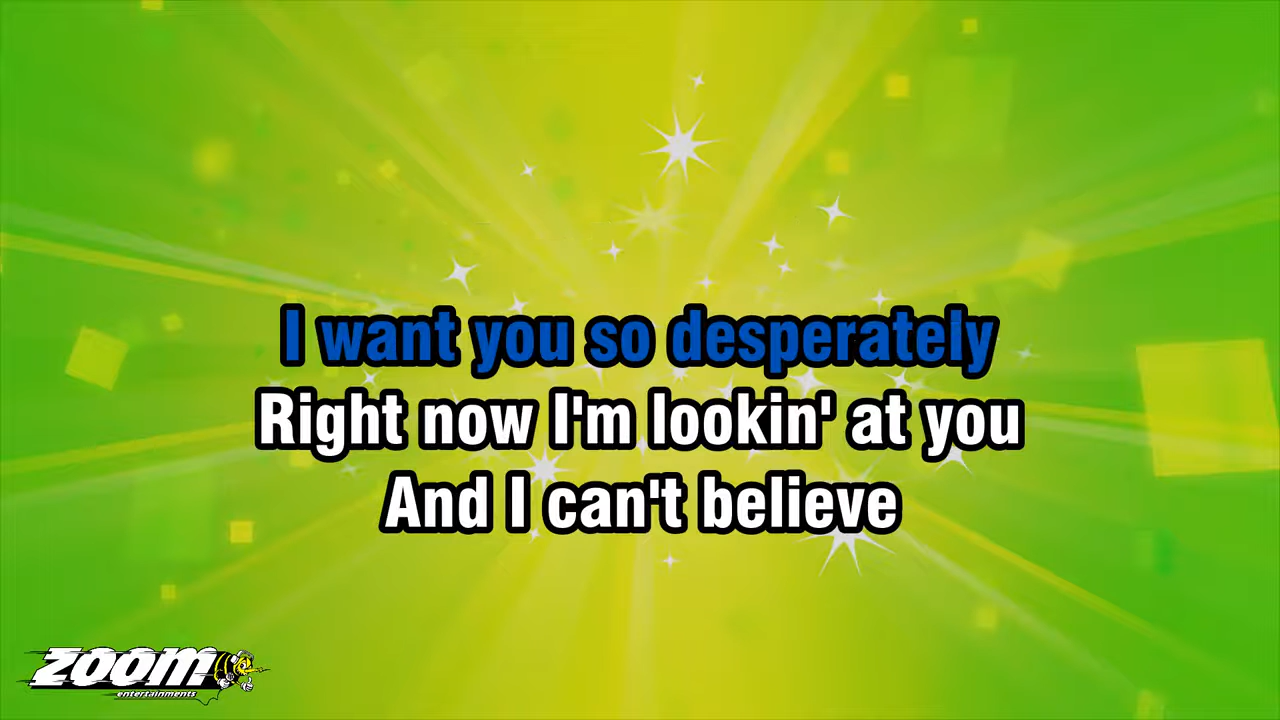 I want you so desperately
Right now I'm lookin' at you
And I can't believe
ZOOM
entertainments